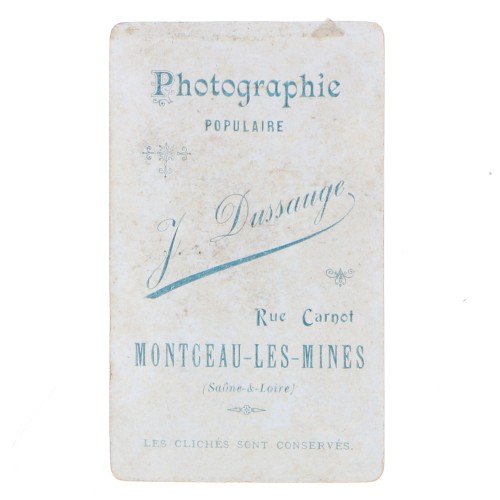 Photographie
POPULAIRE
J. Dussauge
Rue Carnot
MONTCEAU-LES-MINES
(Saône-&-Loire)
LES CLICHÉS SONT CONSERVÉS.